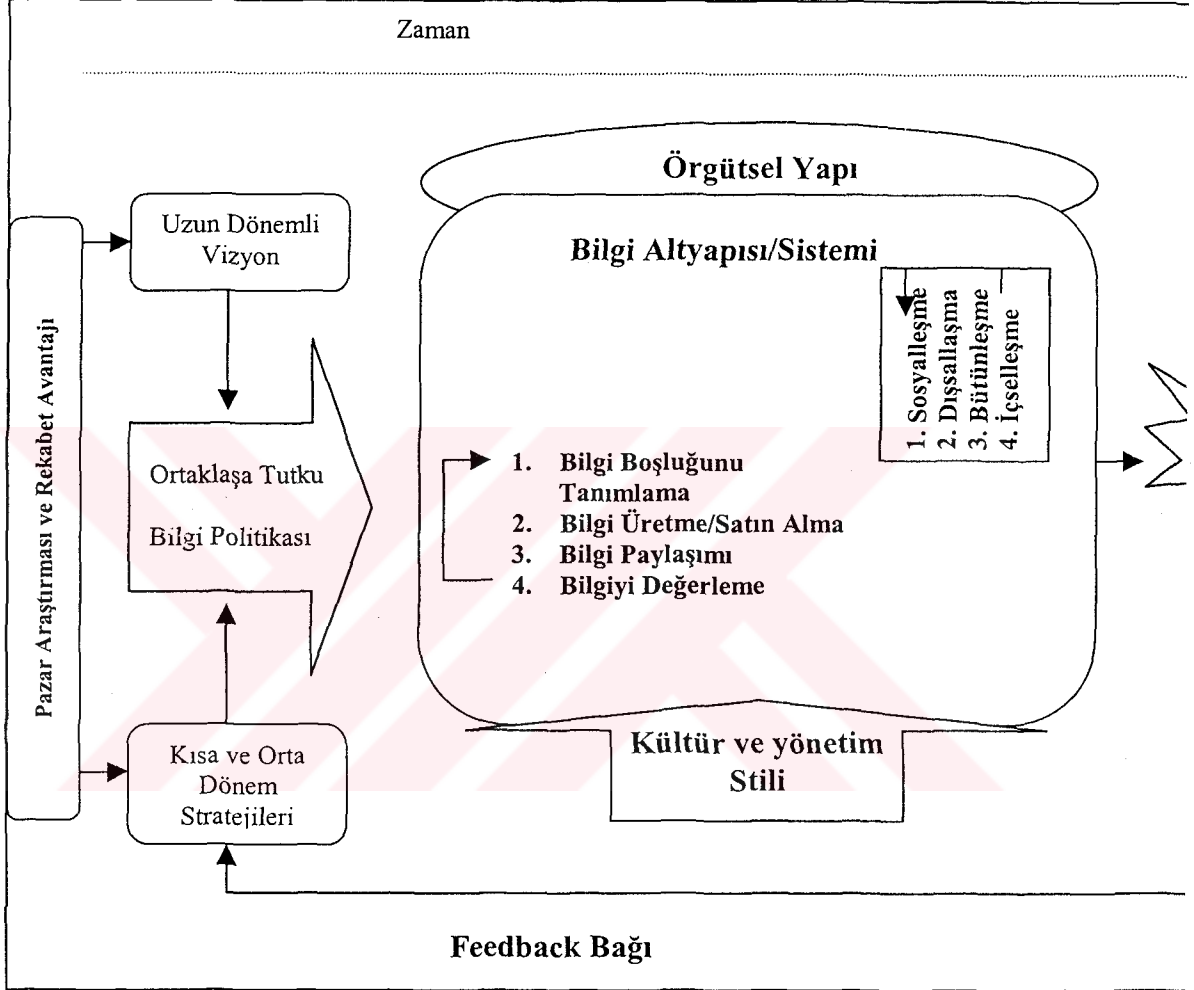 Zaman
Örgütsel Yapı
Uzun Dönemli
Vizyon
Bilgi Altyapısı/Sistemi
1. Sosyalleşme
2. Dışsallaşma
3. Bütünleşme
4. İçselleşme
Pazar Araştırması ve Rekabet Avantajı
Ortaklaşa Tutku
Bilgi Politikası
1. Bilgi Boşluğunu
Tanımlama
2. Bilgi Üretme/Satın Alma
3. Bilgi Paylaşımı
4. Bilgiyi Değerleme
Kısa ve Orta
Dönem
Stratejileri
Kültür ve yönetim
Stili
Feedback Bağı